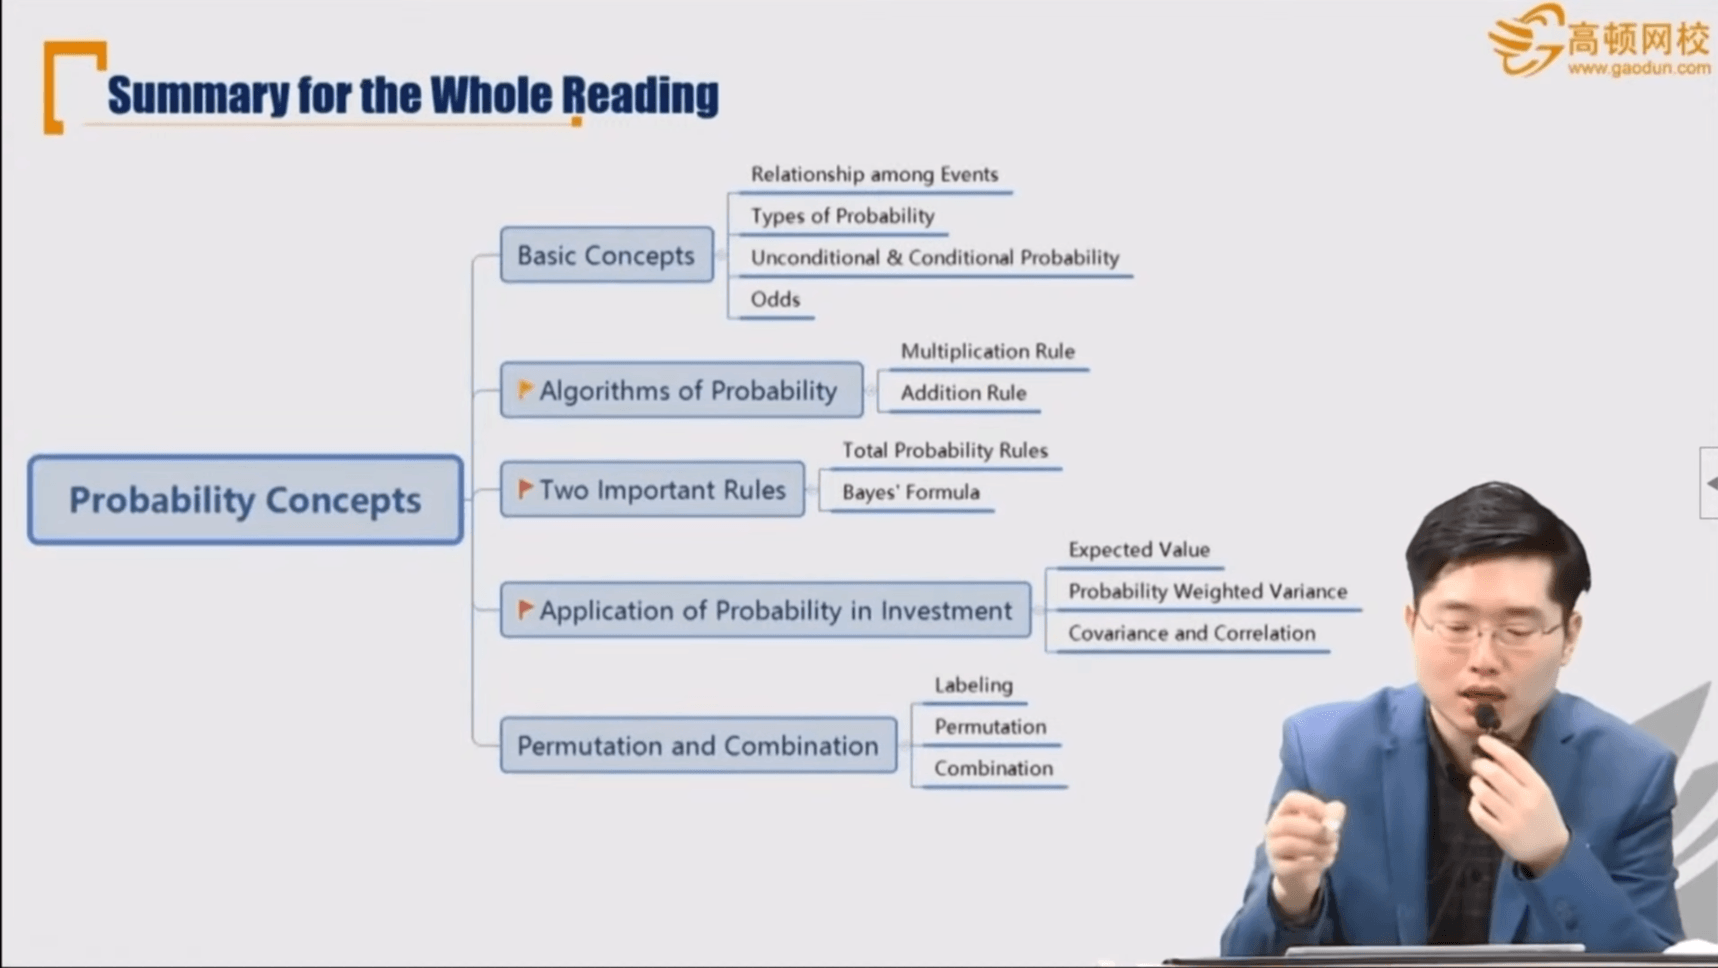 高顿网校
www.gaodun.com
Summary for the Whole Reading
Probability Concepts
Basic Concepts
Relationship among Events
Types of Probability
Unconditional & Conditional Probability
Odds
Algorithms of Probability
Multiplication Rule
Addition Rule
Two Important Rules
Total Probability Rules
Bayes' Formula
Application of Probability in Investment
Expected Value
Probability Weighted Variance
Covariance and Correlation
Permutation and Combination
Labeling
Permutation
Combination